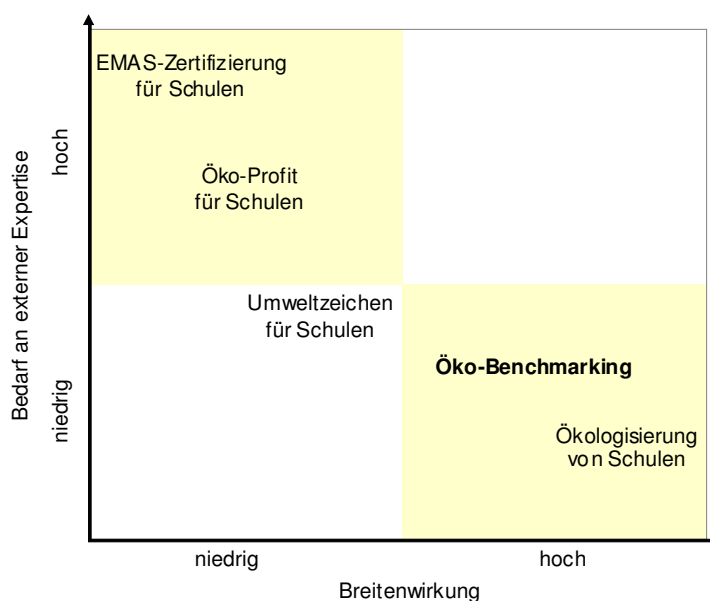 EMAS-Zertifizierung
für Schulen
Öko-Profit
für Schulen
Umweltzeichen
für Schulen
Öko-Benchmarking
Ökologisierung
von Schulen
Bedarf an externer Expertise
hoch
niedrig
niedrig
hoch
Breitenwirkung